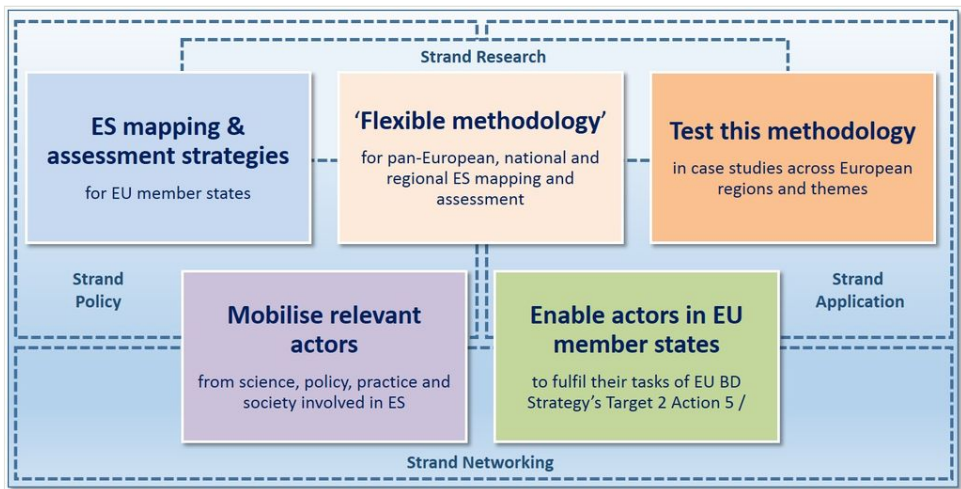 Strand Research
ES mapping &
assessment strategies
for EU member states
‘Flexible methodology’
for pan-European, national and
regional ES mapping and
assessment
Test this methodology
in case studies across European
regions and themes
Strand
Policy
Strand
Application
Mobilise relevant
actors
from science, policy, practice and
society involved in ES
Enable actors in EU
member states
to fulfil their tasks of EU BD
Strategy’s Target 2 Action 5 /
Strand Networking